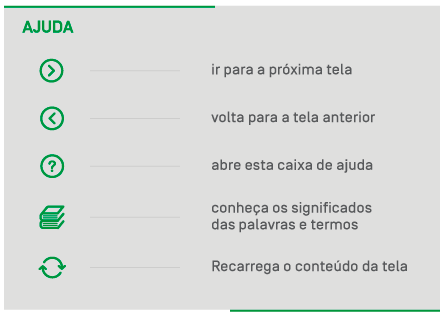 AJUDA
ir para a próxima tela
volta para a tela anterior
abre esta caixa de ajuda
conheça os significados
das palavras e termos
Recarrega o conteúdo da tela